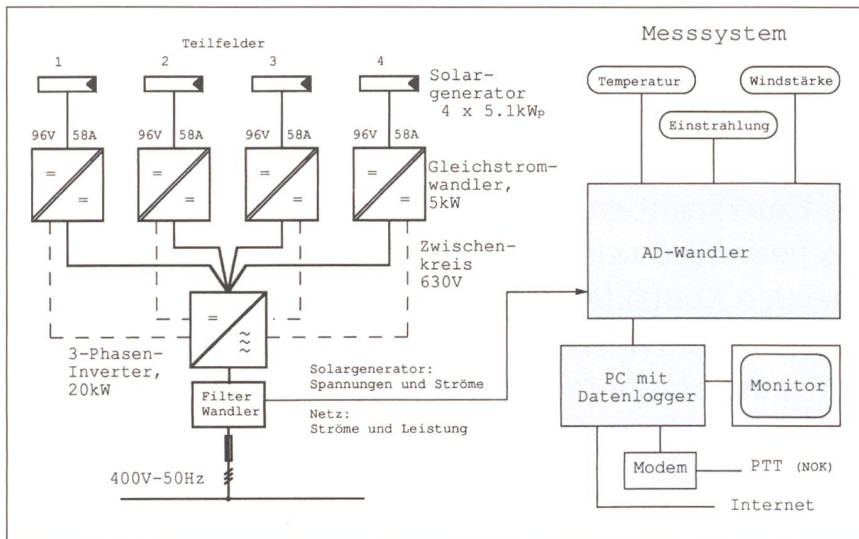 Teilfelder
1 2 3 4
Solar-
generator
4 x 5.1kWp
96V 58A 96V 58A 96V 58A 96V 58A
= = = =
= = = =
Gleichstrom-
wandler,
5kW
Zwischen-
kreis
630V
=
~
~
~
3-Phasen-
Inverter,
20kW
Filter
Wandler
Solargenerator:
Spannungen und Ströme
Netz:
Ströme und Leistung
400V-50Hz
Messsystem
Temperatur
Windstärke
Einstrahlung
AD-Wandler
PC mit
Datenlogger
Monitor
Modem
PTT (NOK)
Internet